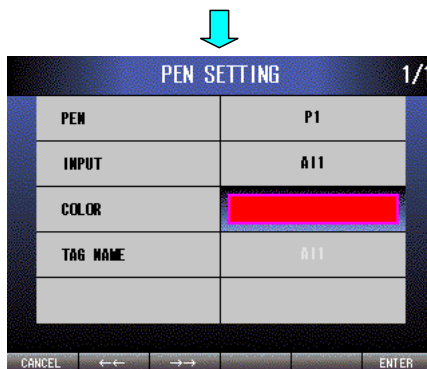 PEN SETTING 1/1
PEN P1
INPUT AI1
COLOR
TAG NAME AI1
CANCEL ←← →→ ENTER